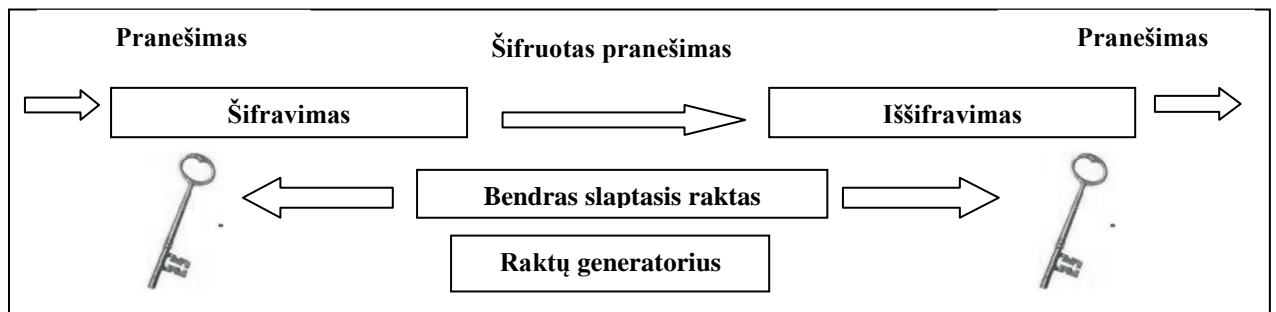 Pranešimas
Šifruotas pranešimas
Pranešimas
Šifravimas
Iššifravimas
Bendras slaptasis raktas
Raktų generatorius